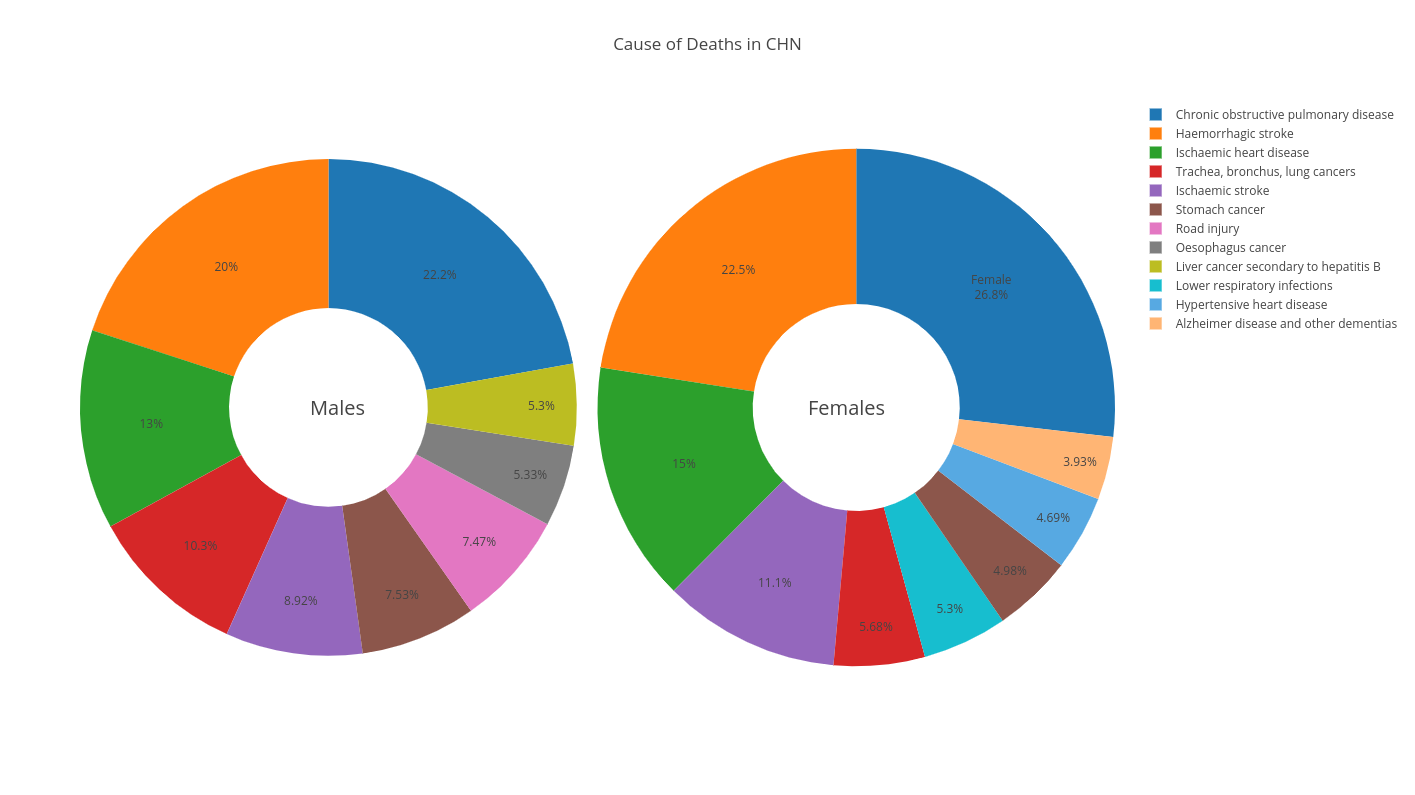 Cause of Deaths in CHN
Chronic obstructive pulmonary disease
Haemorrhagic stroke
Ischaemic heart disease
Trachea, bronchus, lung cancers
Ischaemic stroke
Stomach cancer
Road injury
Oesophagus cancer
Liver cancer secondary to hepatitis B
Lower respiratory infections
Hypertensive heart disease
Alzheimer disease and other dementias
Males
22.2%
20%
13%
10.3%
8.92%
7.53%
7.47%
5.33%
5.3%
Females
Female
26.8%
22.5%
15%
11.1%
5.68%
5.3%
4.98%
4.69%
3.93%